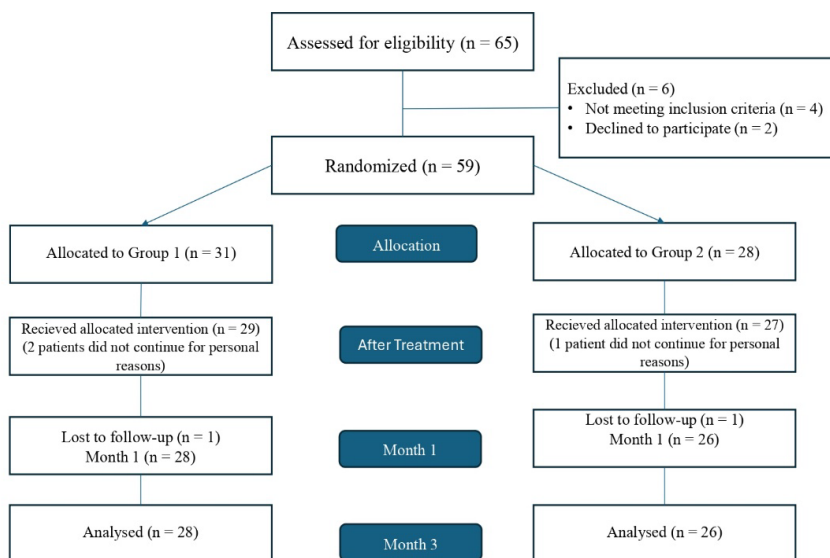 Assessed for eligibility (n = 65)
Excluded (n = 6)
• Not meeting inclusion criteria (n = 4)
• Declined to participate (n = 2)
Randomized (n = 59)
Allocated to Group 1 (n = 31)
Allocation
Allocated to Group 2 (n = 28)
Recieved allocated intervention (n = 29)
(2 patients did not continue for personal
reasons)
After Treatment
Recieved allocated intervention (n = 27)
(1 patient did not continue for personal
reasons)
Lost to follow-up (n = 1)
Month 1 (n = 28)
Month 1
Lost to follow-up (n = 1)
Month 1 (n = 26)
Analysed (n = 28)
Month 3
Analysed (n = 26)